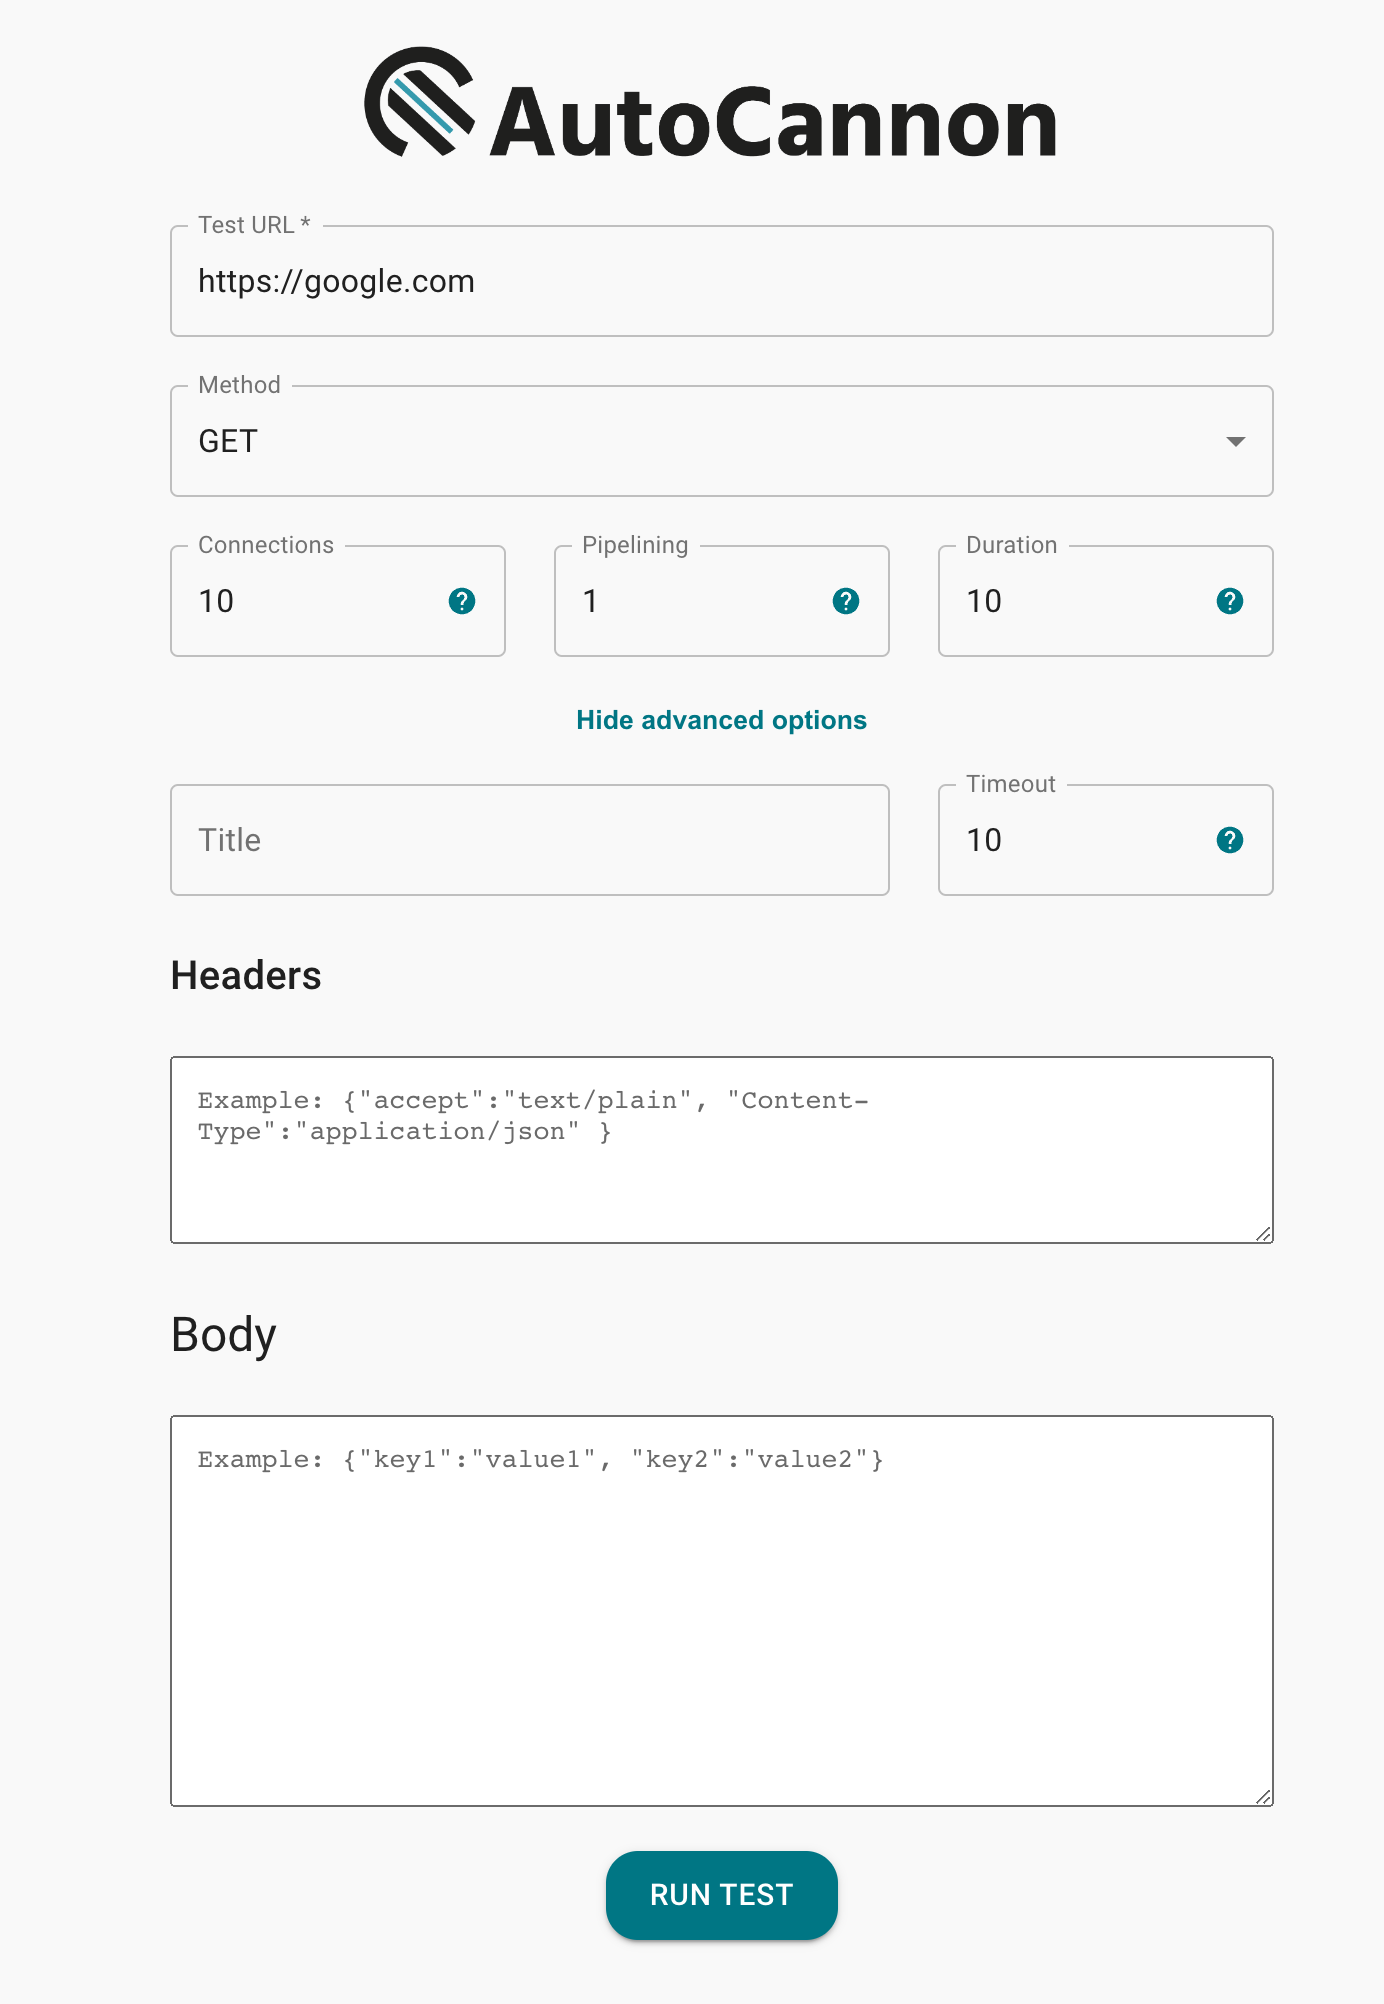 AutoCannon
Test URL *
https://google.com
Method
GET
Connections
10
Pipelining
1
Duration
10
Hide advanced options
Title
Timeout
10
Headers
Example: {"accept":"text/plain", "Content-
Type":"application/json" }
Body
Example: {"key1":"value1", "key2":"value2"}
RUN TEST